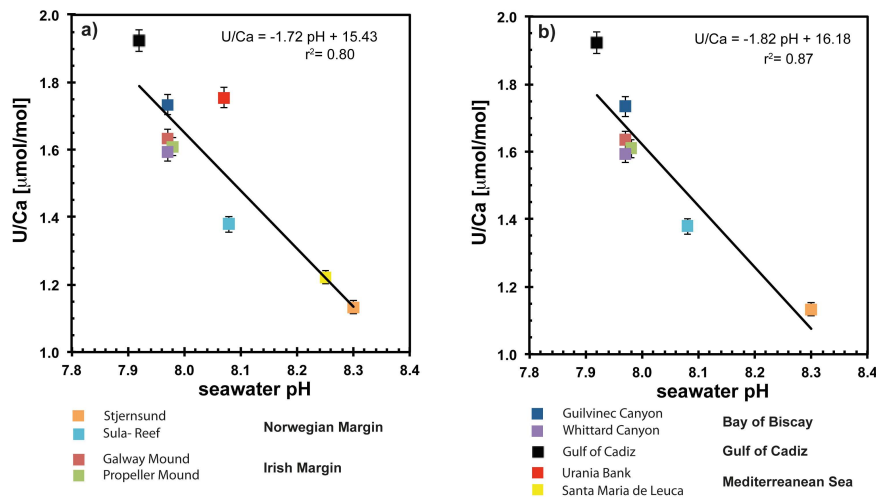 a)
U/Ca = -1.72 pH + 15.43
r²= 0.80
U/Ca [µmol/mol]
2.0
1.8
1.6
1.4
1.2
1.0
7.8
7.9
8.0
8.1
8.2
8.3
8.4
seawater pH
b)
U/Ca = -1.82 pH + 16.18
r²= 0.87
U/Ca [µmol/mol]
2.0
1.8
1.6
1.4
1.2
1.0
7.8
7.9
8.0
8.1
8.2
8.3
8.4
seawater pH
Stjernsund
Sula- Reef
Norwegian Margin
Galway Mound
Propeller Mound
Irish Margin
Guilvinec Canyon
Whittard Canyon
Bay of Biscay
Gulf of Cadiz
Gulf of Cadiz
Urania Bank
Santa Maria de Leuca
Mediterreanean Sea